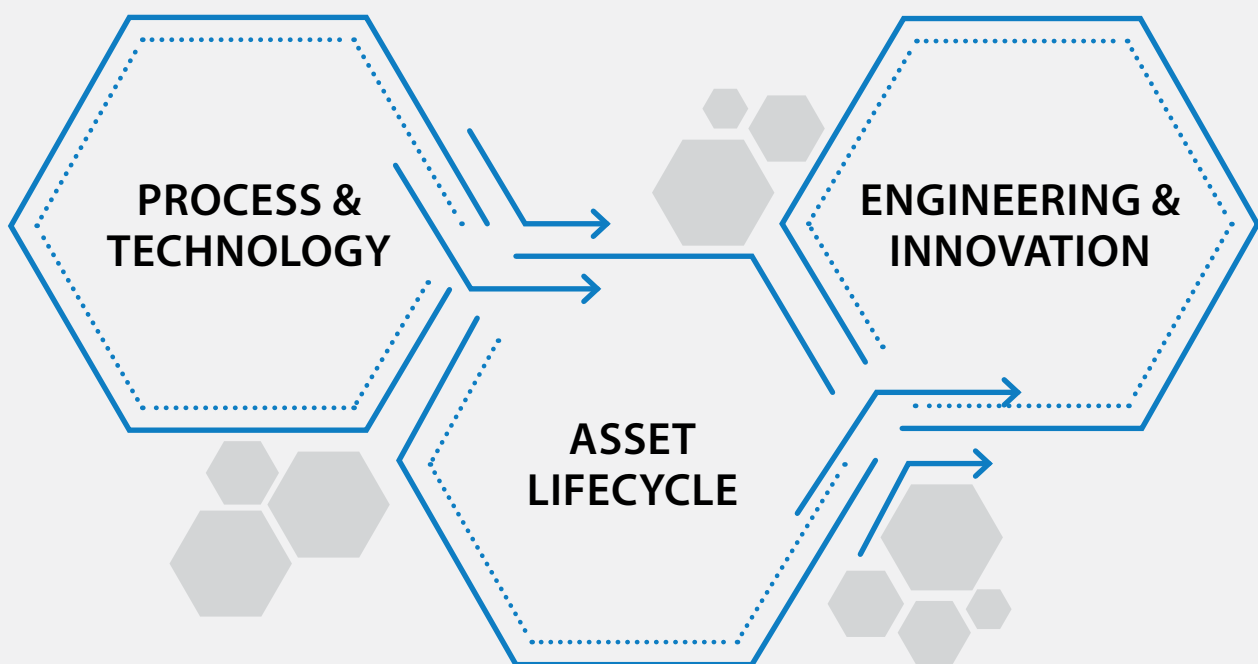 PROCESS &
TECHNOLOGY
ENGINEERING &
INNOVATION
ASSET
LIFECYCLE